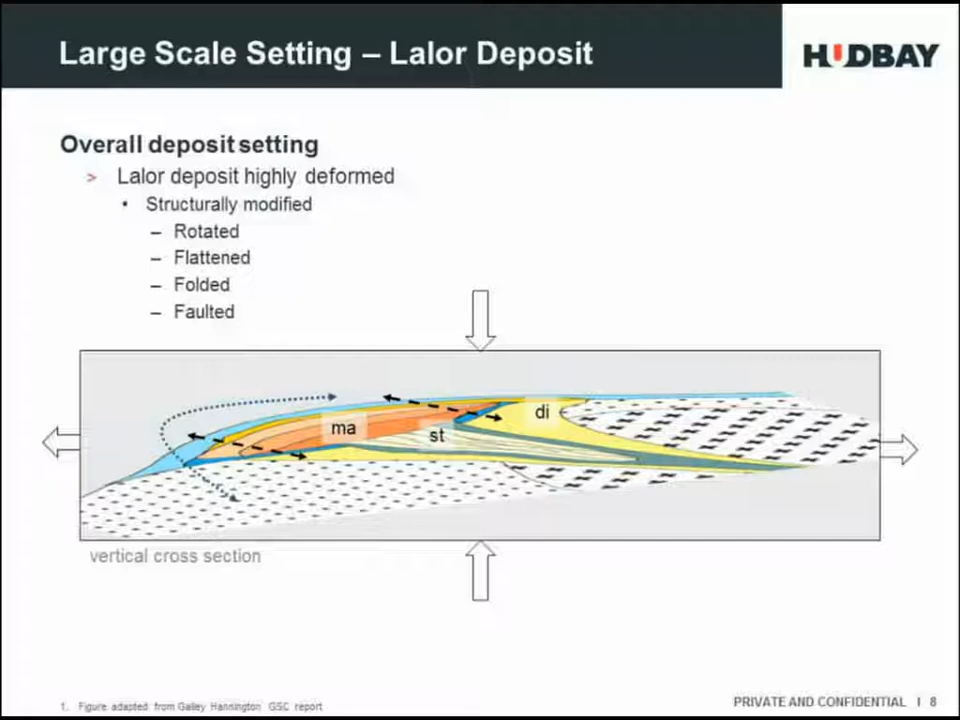 Large Scale Setting – Lalor Deposit
HUDBAY
Overall deposit setting
> Lalor deposit highly deformed
• Structurally modified
– Rotated
– Flattened
– Folded
– Faulted
ma
st
di
vertical cross section
1. Figure adapted from Galley Hannington GSC report
PRIVATE AND CONFIDENTIAL I 8